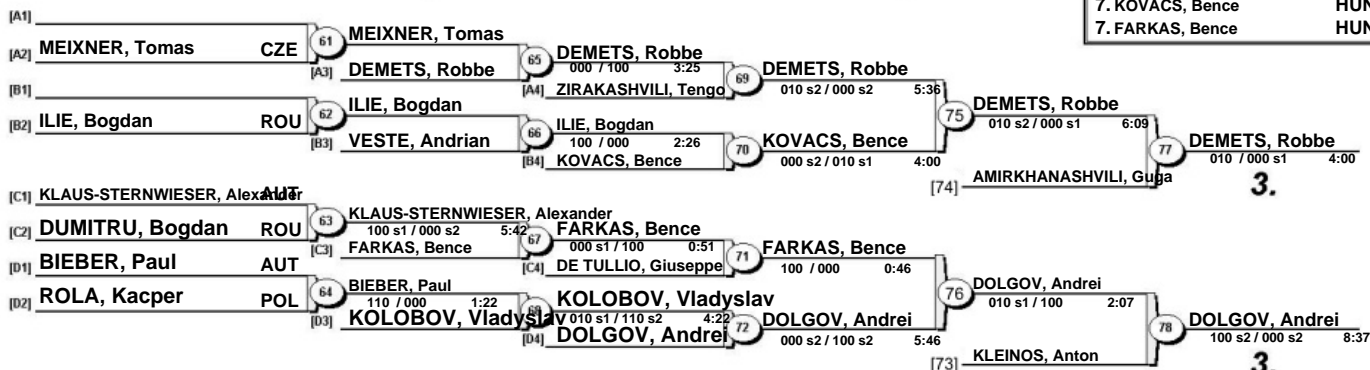 7. KOVACS, Bence HUN
7. FARKAS, Bence HUN
[A1]
[A2] MEIXNER, Tomas CZE
61
MEIXNER, Tomas
[A3] DEMETS, Robbe
65
DEMETS, Robbe
000 / 100 3:25
[A4] ZIRAKASHVILI, Tengo
69
DEMETS, Robbe
010 s2 / 000 s2 5:36
[B1]
[B2] ILIE, Bogdan ROU
62
ILIE, Bogdan
[B3] VESTE, Andrian
66
ILIE, Bogdan
100 / 000 2:26
[B4] KOVACS, Bence
70
KOVACS, Bence
000 s2 / 010 s1 4:00
75
DEMETS, Robbe
010 s2 / 000 s1 6:09
[74] AMIRKHANASHVILI, Guga
77
DEMETS, Robbe
010 / 000 s1 4:00
3.
[C1] KLAUS-STERNWIESER, Alexander AUT
[C2] DUMITRU, Bogdan ROU
63
KLAUS-STERNWIESER, Alexander
100 s1 / 000 s2 5:42
[C3] FARKAS, Bence
67
FARKAS, Bence
000 s1 / 100 0:51
[C4] DE TULLIO, Giuseppe
71
FARKAS, Bence
100 / 000 0:46
[D1] BIEBER, Paul AUT
[D2] ROLA, Kacper POL
64
BIEBER, Paul
110 / 000 1:22
[D3] KOLOBOV, Vladyslav
68
KOLOBOV, Vladyslav
010 s1 / 110 s2 4:22
[D4] DOLGOV, Andrei
72
DOLGOV, Andrei
000 s2 / 100 s2 5:46
76
DOLGOV, Andrei
010 s1 / 100 2:07
[73] KLEINOS, Anton
78
DOLGOV, Andrei
100 s2 / 000 s2 8:37
3.